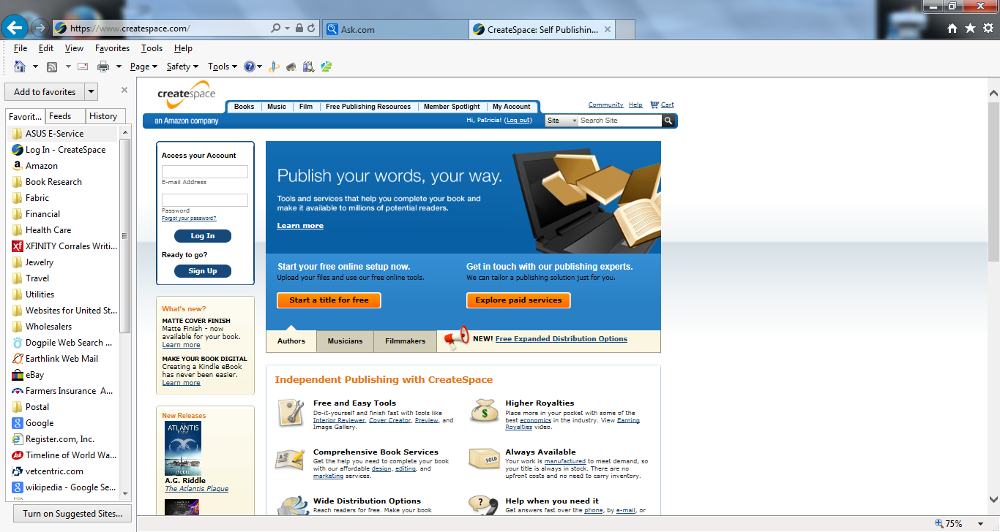 https://www.createspace.com/
Ask.com
CreateSpace: Self Publishin...
File Edit View Favorites Tools Help
Page Safety Tools
Add to favorites
Favorit... Feeds History
ASUS E-Service
Log In - CreateSpace
Amazon
Book Research
Fabric
Financial
Health Care
XFINITY Corrales Writi...
Jewelry
Travel
Utilities
Websites for United St...
Wholesalers
Dogpile Web Search ...
Earthlink Web Mail
eBay
Farmers Insurance A...
Postal
Google
Register.com, Inc.
Timeline of World Wa...
vetcentric.com
wikipedia - Google Se...
Turn on Suggested Sites...
createspace
an Amazon company
Books Music Film Free Publishing Resources Member Spotlight My Account
Community Help Cart
Hi, Patricia! (Log out)
Site Search Site
Access your Account
E-mail Address
Password
Forgot your password?
Log In
Ready to go?
Sign Up
What's new?
MATTE COVER FINISH
Matte Finish - now
available for your book.
Learn more
MAKE YOUR BOOK DIGITAL
Creating a Kindle eBook
has never been easier.
Learn more
New Releases
ATLANTIS
PLAGUE
RIDDLE
A.G. Riddle
The Atlantis Plaque
Publish your words, your way.
Tools and services that help you complete your book and
make it available to millions of potential readers.
Learn more
Start your free online setup now.
Upload your files and use our free online tools.
Start a title for free
Get in touch with our publishing experts.
We can tailor a publishing solution just for you.
Explore paid services
Authors Musicians Filmmakers
NEW! Free Expanded Distribution Options
Independent Publishing with CreateSpace
Free and Easy Tools
Do-it-yourself and finish fast with tools like
Interior Reviewer, Cover Creator, Preview, and
Image Gallery.
Higher Royalties
Place more in your pocket with some of the
best economics in the industry. View Earning
Royalties video.
Comprehensive Book Services
Get the help you need to complete your book
with our affordable design, editing, and
marketing services.
SOLD
Always Available
Your work is manufactured to meet demand, so
your title is always in stock. There are no
upfront costs and no need to carry inventory.
Wide Distribution Options
Reach readers for free. Make your book
Help when you need it
Get answers fast over the phone, by e-mail, or
75%